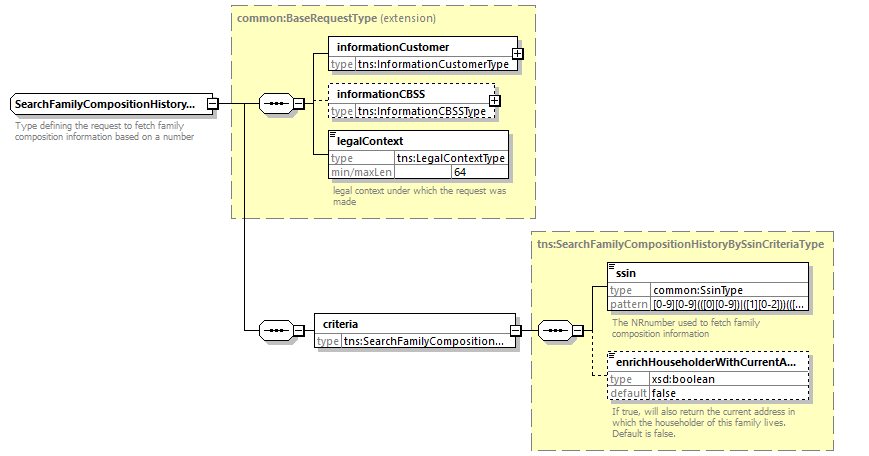 common:BaseRequestType (extension)
informationCustomer
type tns:InformationCustomerType
informationCBSS
type tns:InformationCBSSType
legalContext
type tns:LegalContextType
min/maxLen 64
legal context under which the request was
made
SearchFamilyCompositionHistory...
Type defining the request to fetch family
composition information based on a number
tns:SearchFamilyCompositionHistoryBySsinCriteriaType
criteria
type tns:SearchFamilyComposition...
ssin
type common:SsinType
pattern [0-9][0-9](([0][0-9])|([1][0-2]))(([...
The NRnumber used to fetch family
composition information
enrichHouseholderWithCurrentA...
type xsd:boolean
default false
If true, will also return the current address in
which the householder of this family lives.
Default is false.